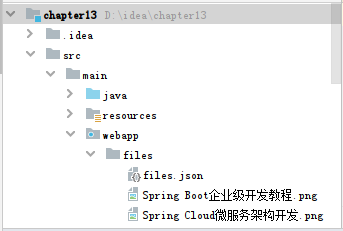 chapter13 D:\idea\chapter13
.idea
src
main
java
resources
webapp
files
files.json
Spring Boot企业级开发教程.png
Spring Cloud微服务架构开发.png